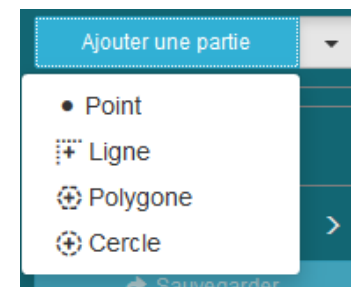 Ajouter une partie
Point
Ligne
Polygone
Cercle
Sauvegarder